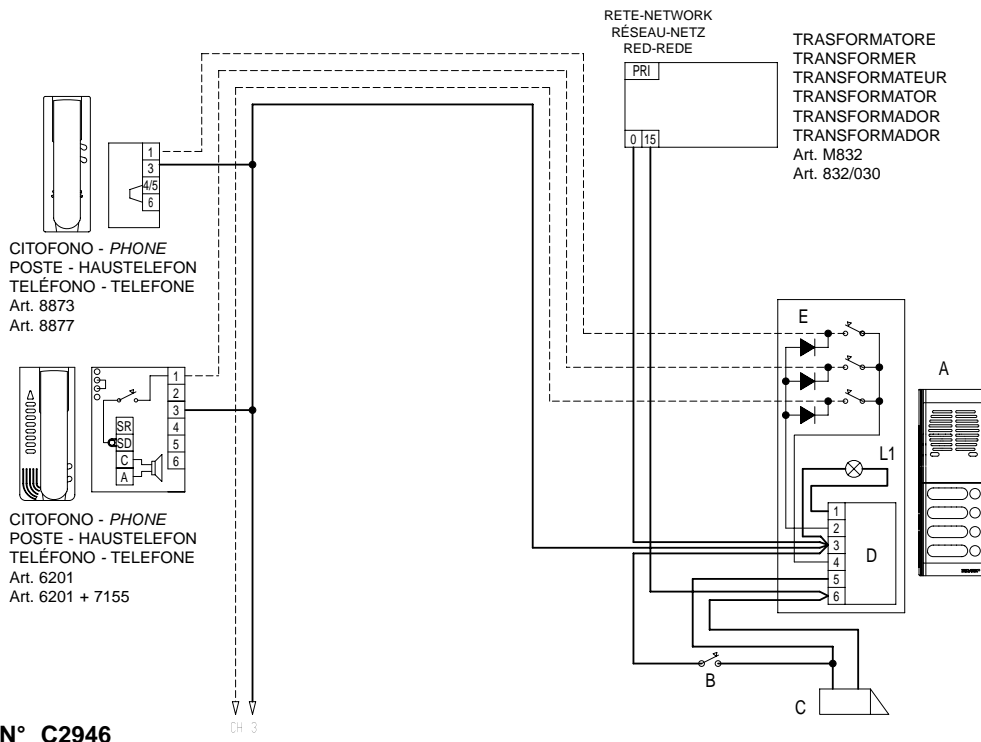 RETE-NETWORK
RÉSEAU-NETZ
RED-REDE
PRI
0 15
TRASFORMATORE
TRANSFORMER
TRANSFORMATEUR
TRANSFORMATOR
TRANSFORMADOR
TRANSFORMADOR
Art. M832
Art. 832/030
1
3
4/5
6
CITOFONO - PHONE
POSTE - HAUSTELEFON
TELÉFONO - TELEFONE
Art. 8873
Art. 8877
1
2
3
4
5
6
SR
SD
C
A
CITOFONO - PHONE
POSTE - HAUSTELEFON
TELÉFONO - TELEFONE
Art. 6201
Art. 6201 + 7155
E
A
L1
1
2
3
4
5
6
D
B
C
CH 3
N° C2946